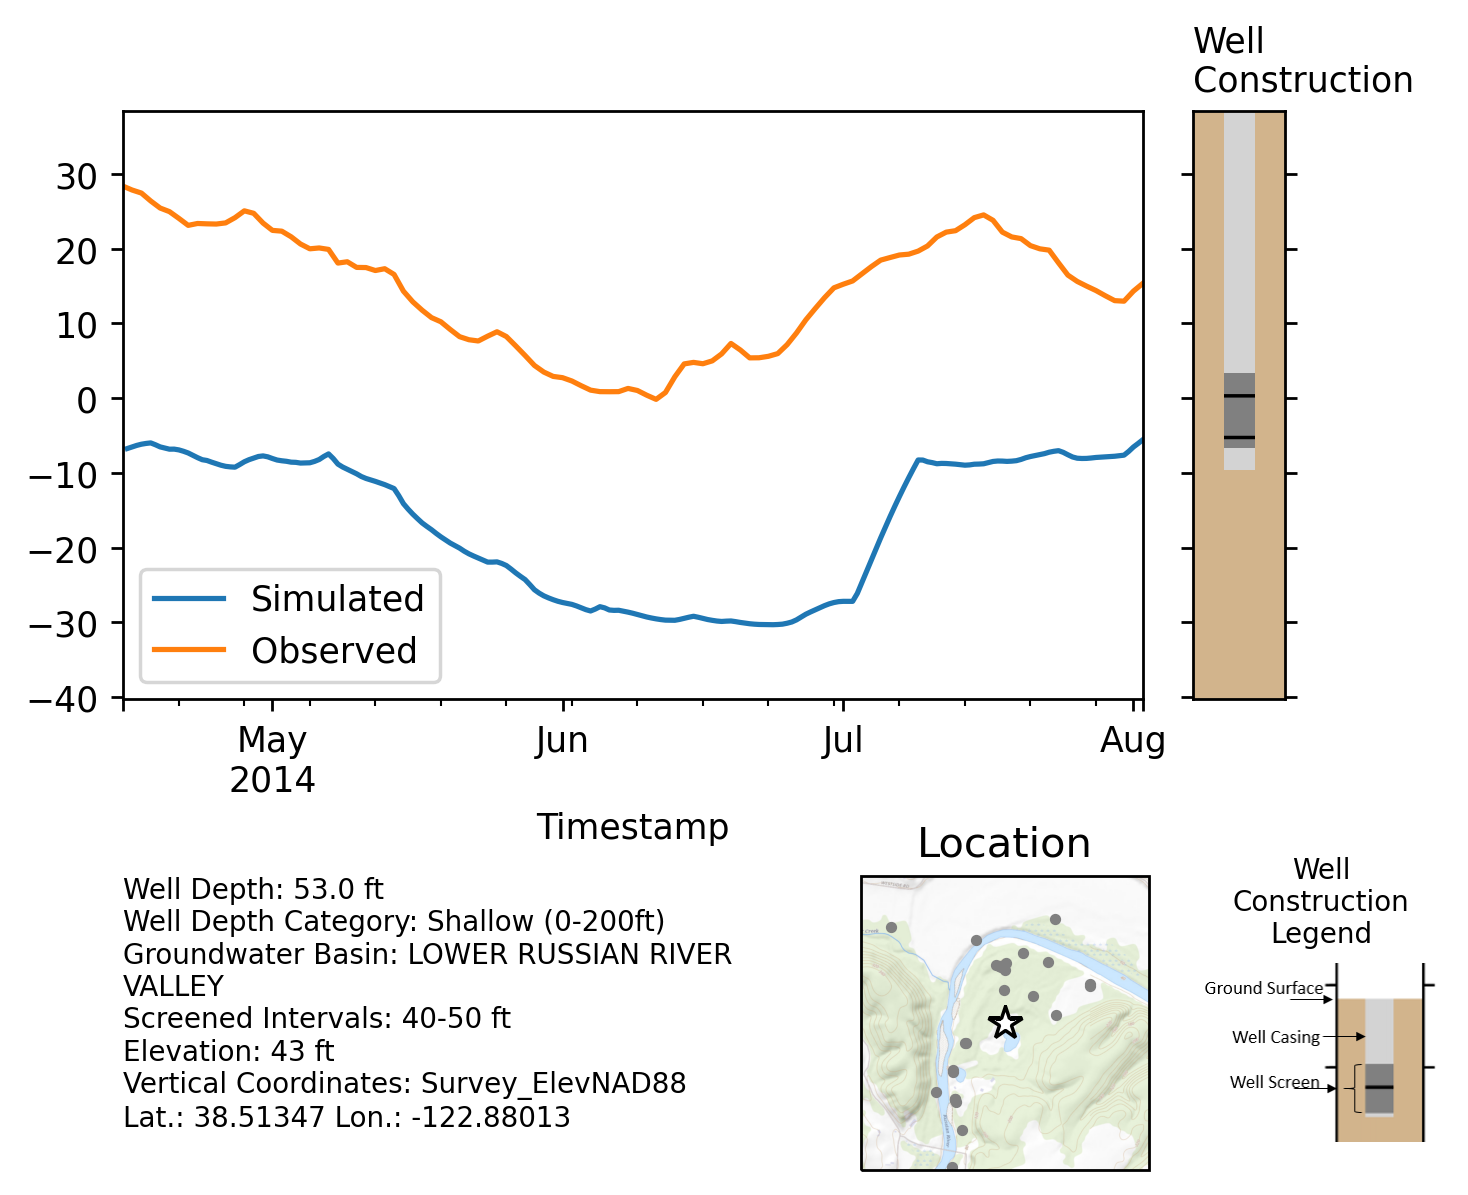 Well
Construction
30
20
10
0
−10
−20
−30
−40
Simulated
Observed
May
2014
Jun
Jul
Aug
Timestamp
Location
Well Depth: 53.0 ft
Well Depth Category: Shallow (0-200ft)
Groundwater Basin: LOWER RUSSIAN RIVER
VALLEY
Screened Intervals: 40-50 ft
Elevation: 43 ft
Vertical Coordinates: Survey_ElevNAD88
Lat.: 38.51347 Lon.: -122.88013
Well
Construction
Legend
Ground Surface
Well Casing
Well Screen